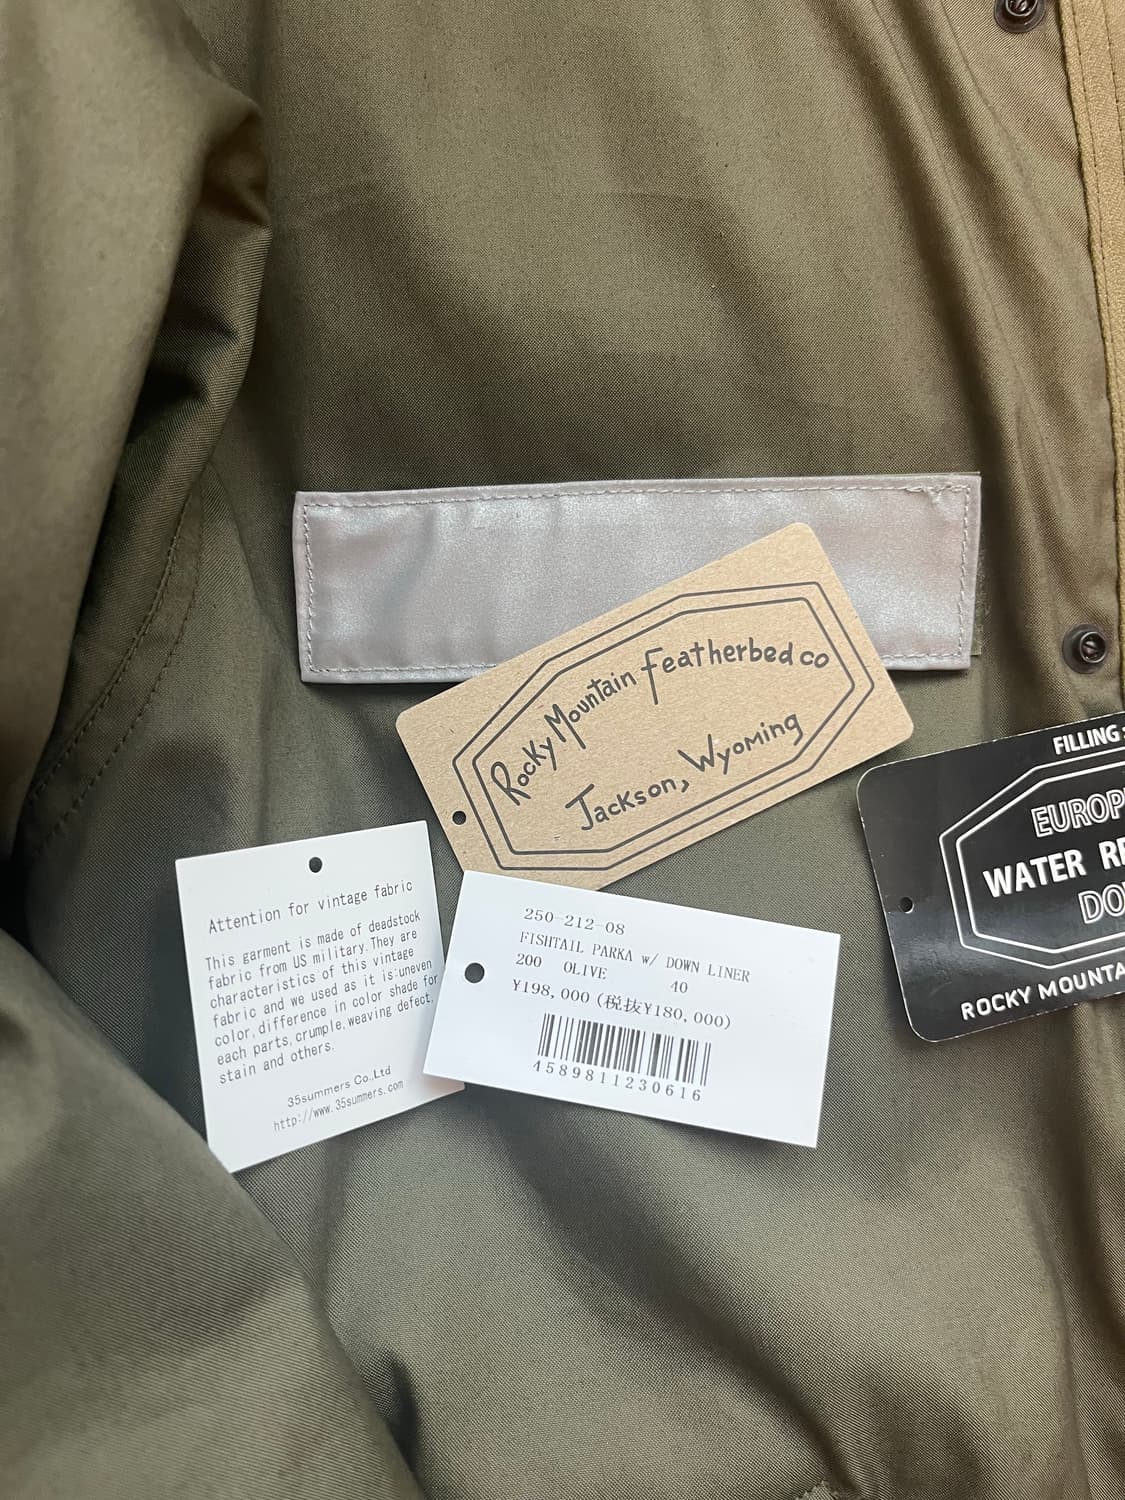 Rocky Mountain Featherbed co
Jackson, Wyoming
FILLING
WATER
ROCKY
Attention for vintage fabric
This garment is made of deadstock
fabric from US military. They are
characteristics of this vintage
fabric and we used as it is:uneven
color, difference in color shade for
each parts, crumple, weaving defect,
stain and others.
35summers Co.,Ltd
http://www.35summers.com
250-212-08
FISHTAIL PARKA w/ DOWN LINER
200 OLIVE 40
¥198,000(税抜¥180,000)
4589811230616